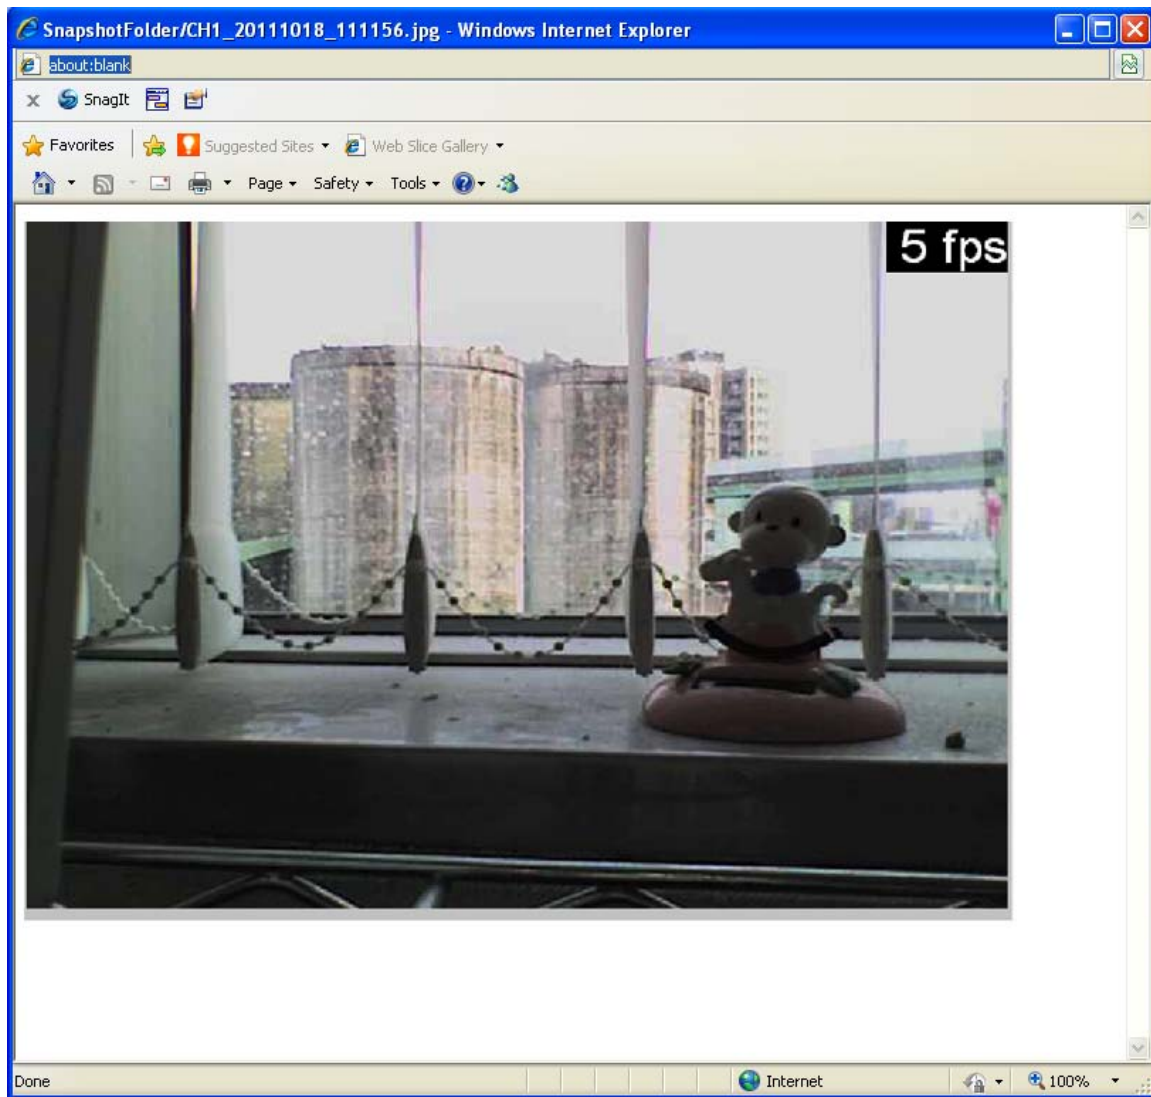 SnapshotFolder/CH1_20111018_111156.jpg - Windows Internet Explorer
about:blank
x SnagIt
Favorites Suggested Sites Web Slice Gallery
Page Safety Tools
5 fps
Done Internet 100%